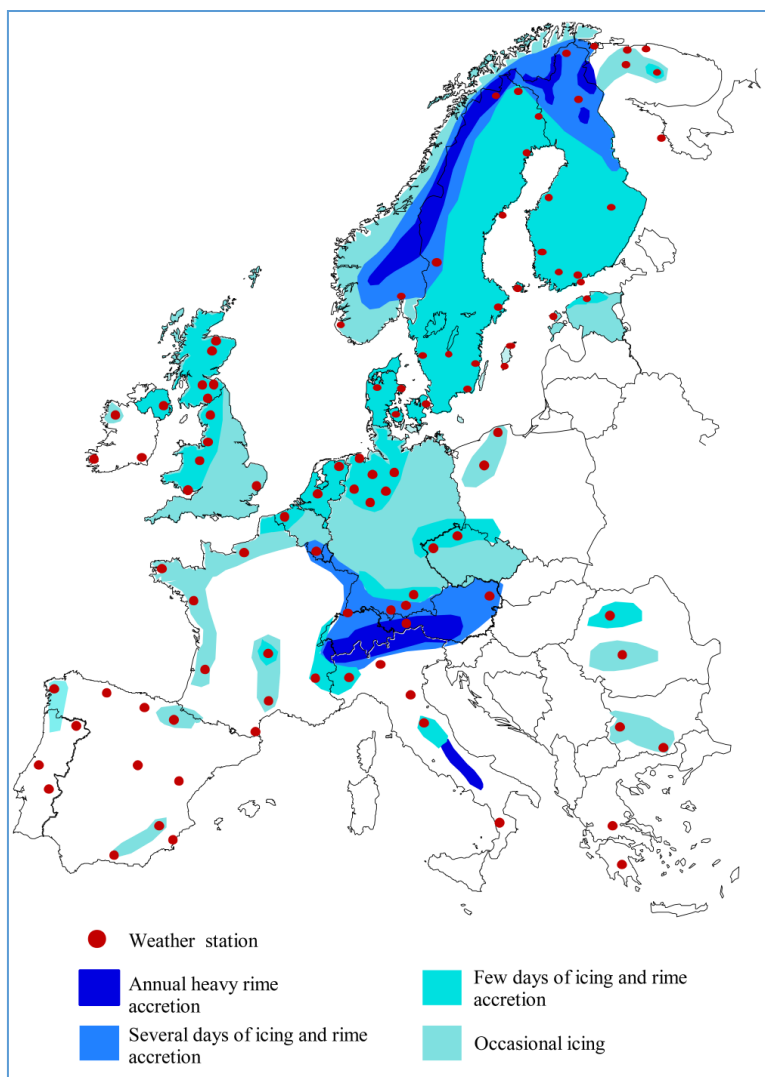 Weather station
Annual heavy rime
accretion
Several days of icing and rime
accretion
Few days of icing and rime
accretion
Occasional icing